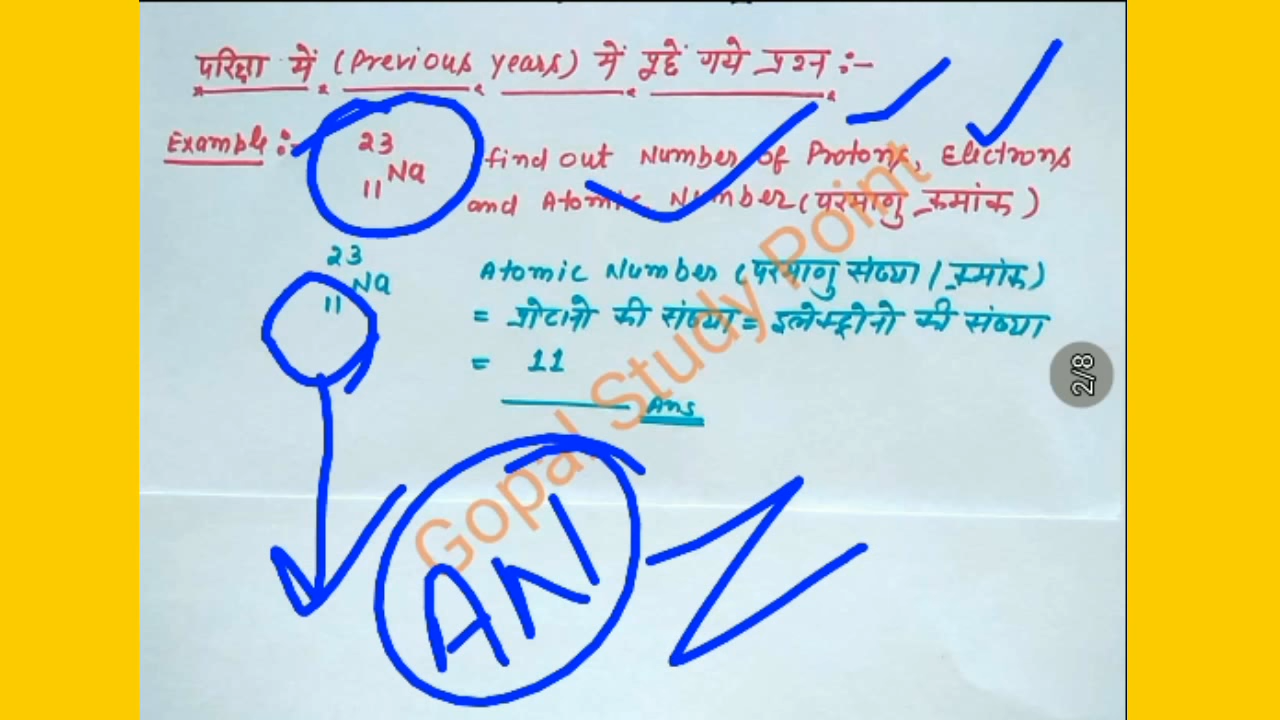 परिक्षा में (Previous years) में पूछे गये प्रश्न :-
Example :- 23 Na 11 find out Number of Protons, Electrons
and Atomic Number (परमाणु क्रमांक)
23
Na
11
Atomic Number (परमाणु संख्या / क्रमांक)
= प्रोटानो की संख्या = इलेक्ट्रोनो की संख्या
= 11
Ans
AN
Z
Gopal Study Point
2/8